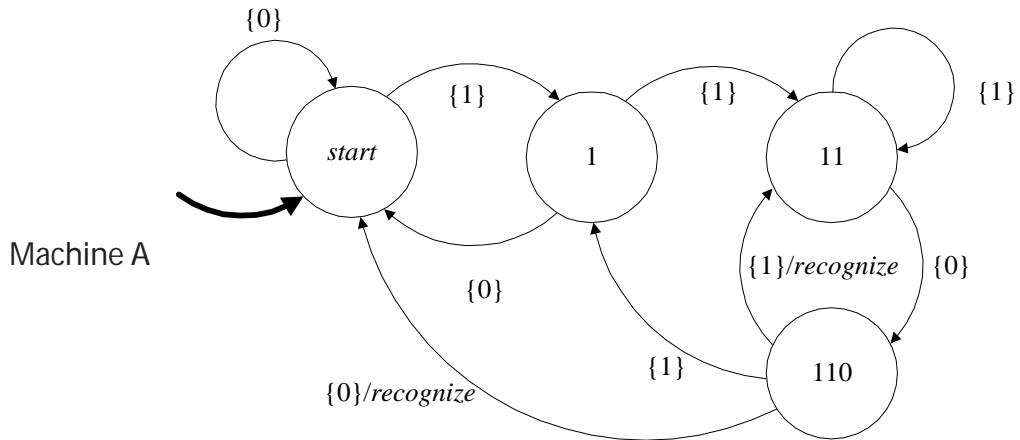 {0}
{1}
{1}
{1}
start
1
11
Machine A
{0}
{1}/recognize
{0}
{1}
{0}/recognize
110